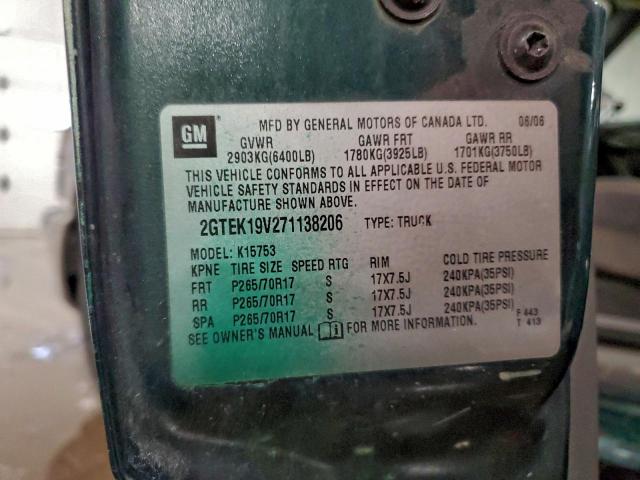 GM
MFD BY GENERAL MOTORS OF CANADA LTD. 06/06
GVWR GAWR FRT GAWR RR
2903KG(6400LB) 1780KG(3925LB) 1701KG(3750LB)
THIS VEHICLE CONFORMS TO ALL APPLICABLE U.S. FEDERAL MOTOR
VEHICLE SAFETY STANDARDS IN EFFECT ON THE DATE OF
MANUFACTURE SHOWN ABOVE.
2GTEK19V271138206 TYPE: TRUCK
MODEL: K15753
KPNE TIRE SIZE SPEED RTG RIM COLD TIRE PRESSURE
FRT P265/70R17 S 17X7.5J 240KPA(35PSI)
RR P265/70R17 S 17X7.5J 240KPA(35PSI)
SPA P265/70R17 S 17X7.5J 240KPA(35PSI)
SEE OWNER'S MANUAL FOR MORE INFORMATION.
F 443
T 413